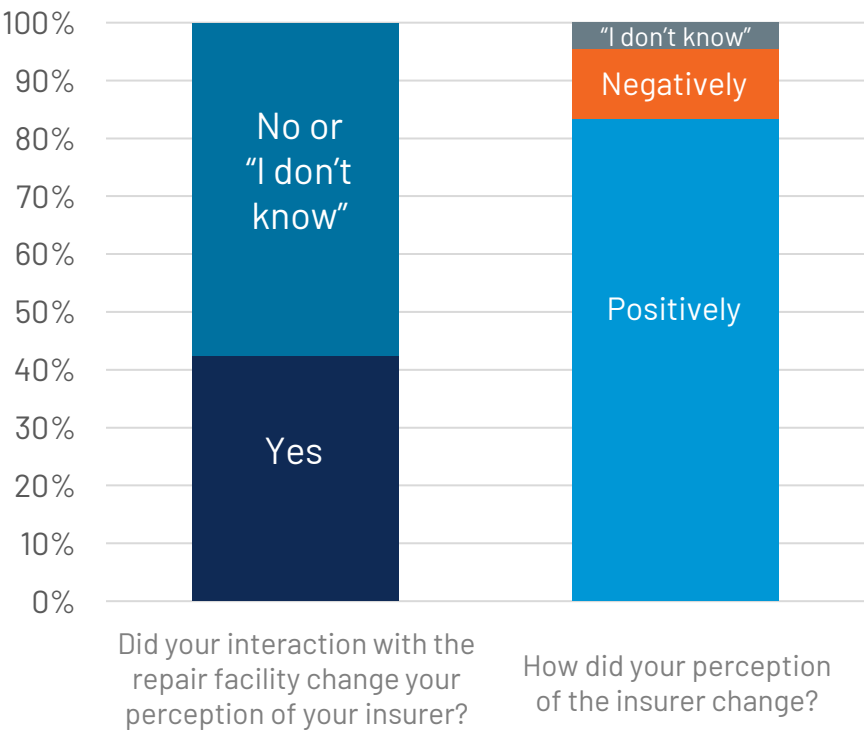 100%
90%
80%
70%
60%
50%
40%
30%
20%
10%
0%
No or
“I don’t
know”
Yes
“I don’t know”
Negatively
Positively
Did your interaction with the
repair facility change your
perception of your insurer?
How did your perception
of the insurer change?